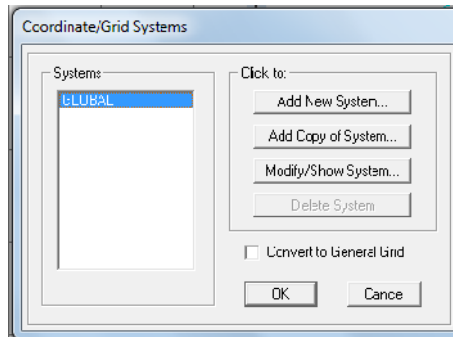 Coordinate/Grid Systems
Systems
GLOBAL
Click to:
Add New System...
Add Copy of System...
Modify/Show System...
Delete System
Convert to General Grid
OK
Cance